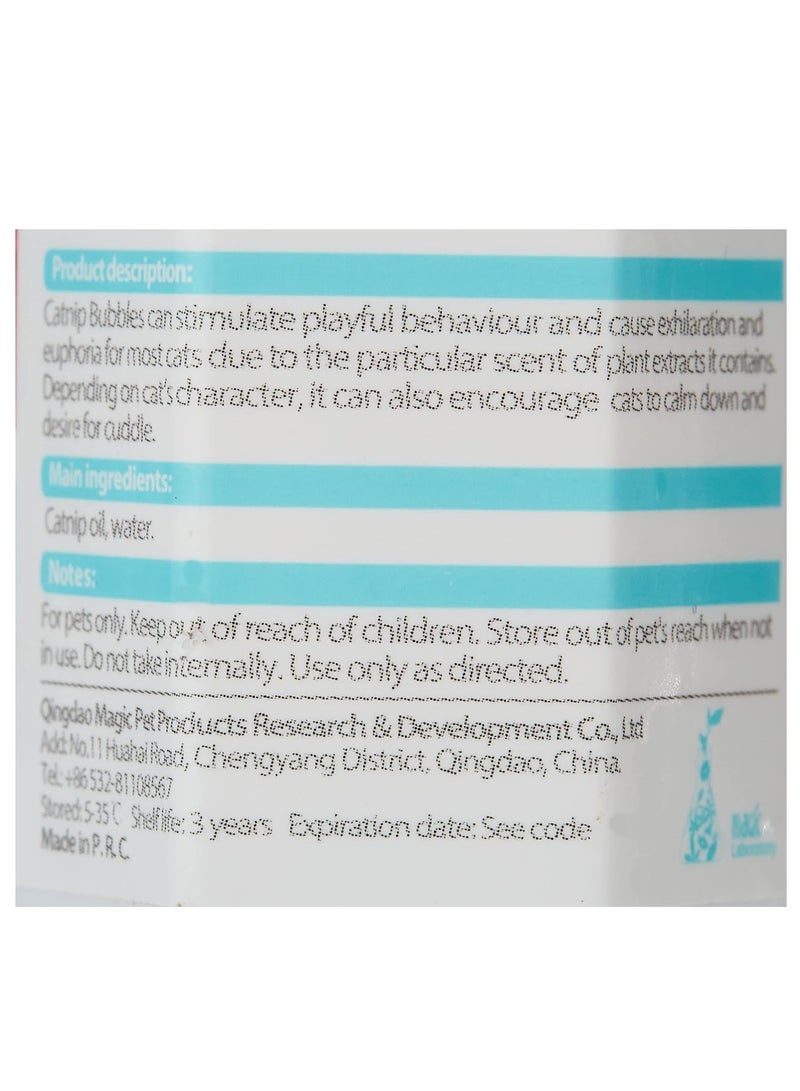 Product description:
Catnip Bubbles can stimulate playful behaviour and cause exhilaration and
euphoria for most cats due to the particular scent of plant extracts it contains.
Depending on cat's character, it can also encourage cats to calm down and
desire for cuddle.
Main ingredients:
Catnip oil, water.
Notes:
For pets only. Keep out of reach of children. Store out of pet's reach when not
in use. Do not take internally. Use only as directed.
Qingdao Magic Pet Products Research & Development Co., Ltd
Add: No.11 Huahai Road, Chengyang District, Qingdao, China
Tel: +86 532-81108567
Stored: 5-35℃ Shelf life: 3 years Expiration date: See code
Made in P. R. C.
Laboratory